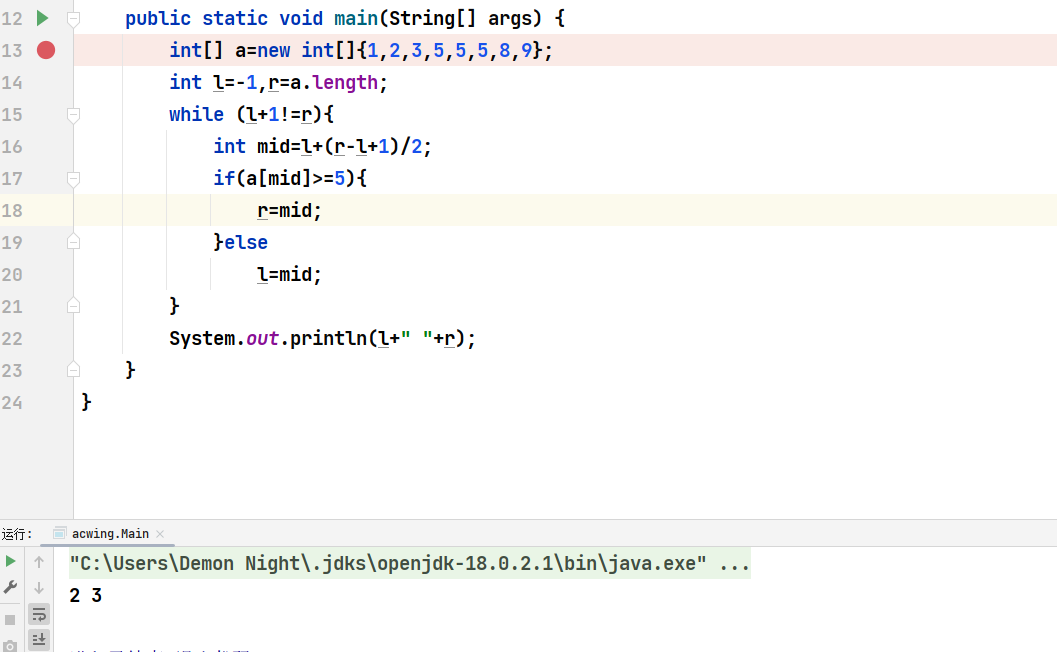 12 public static void main(String[] args) {
13 int[] a=new int[]{1,2,3,5,5,5,8,9};
14 int l=-1,r=a.length;
15 while (l+1!=r){
16 int mid=l+(r-l+1)/2;
17 if(a[mid]>=5){
18 r=mid;
19 }else
20 l=mid;
21 }
22 System.out.println(l+" "+r);
23 }
24 }
运行: acwing.Main
"C:\Users\Demon Night\.jdks\openjdk-18.0.2.1\bin\java.exe" ...
2 3